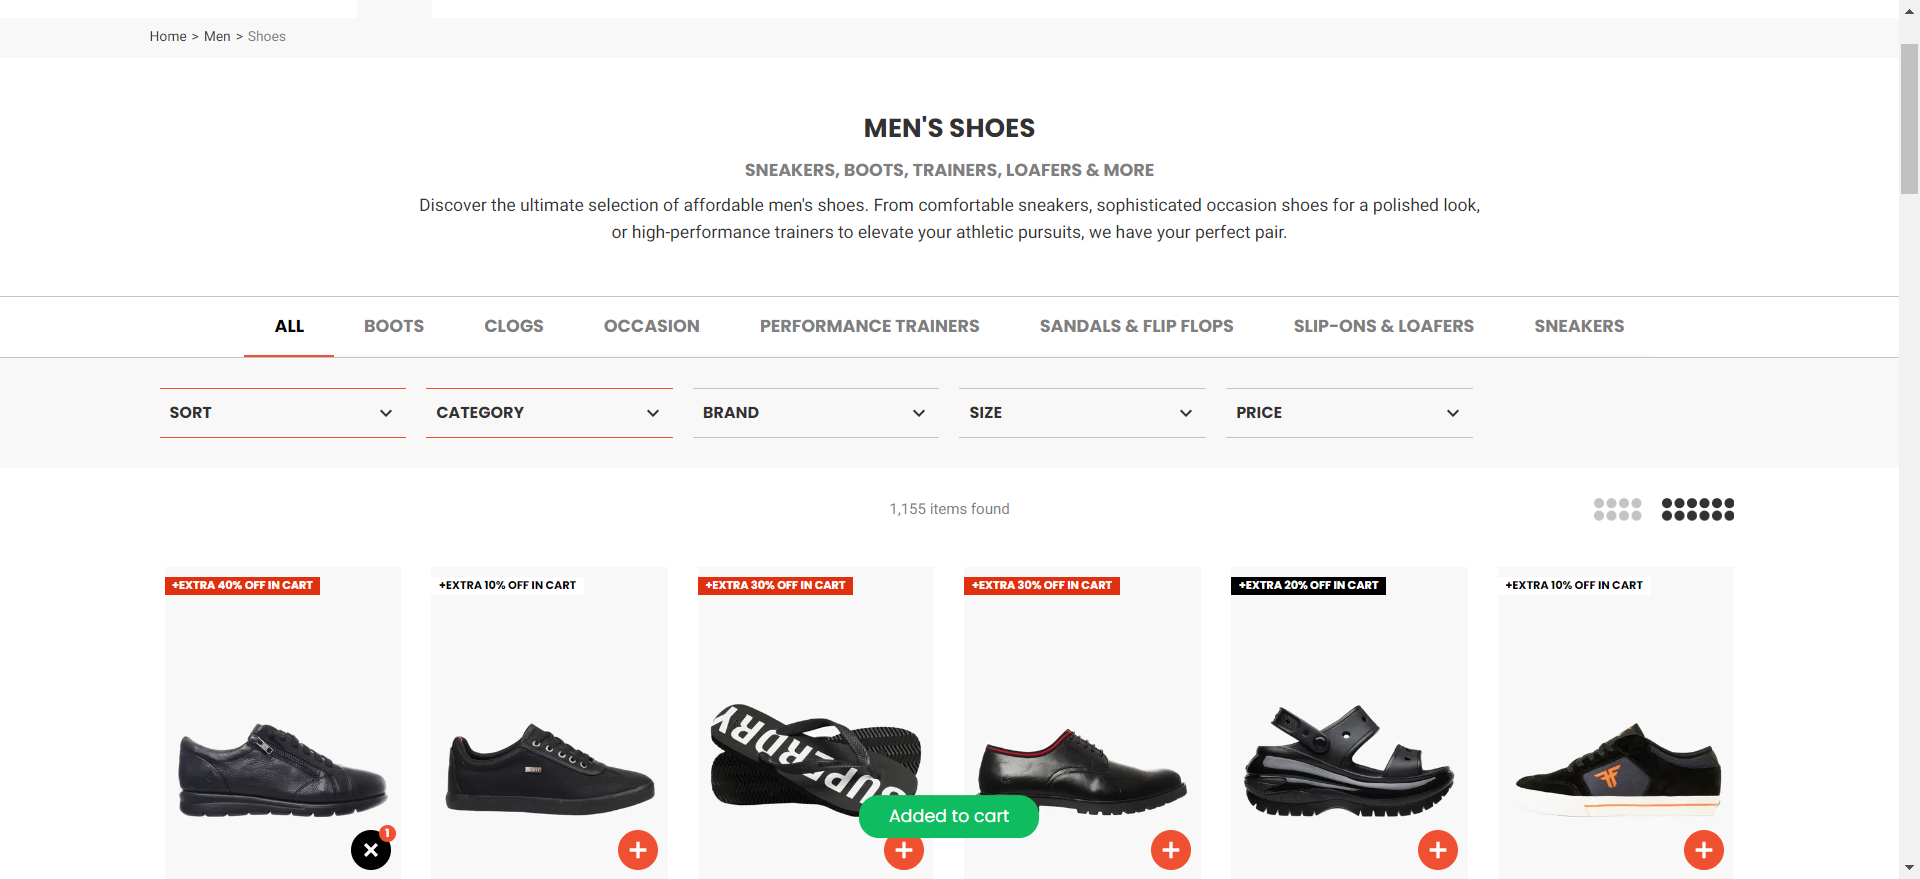 Home > Men > Shoes
MEN'S SHOES
SNEAKERS, BOOTS, TRAINERS, LOAFERS & MORE
Discover the ultimate selection of affordable men's shoes. From comfortable sneakers, sophisticated occasion shoes for a polished look,
or high-performance trainers to elevate your athletic pursuits, we have your perfect pair.
ALL BOOTS CLOGS OCCASION PERFORMANCE TRAINERS SANDALS & FLIP FLOPS SLIP-ONS & LOAFERS SNEAKERS
SORT CATEGORY BRAND SIZE PRICE
1,155 items found
+EXTRA 40% OFF IN CART +EXTRA 10% OFF IN CART +EXTRA 30% OFF IN CART +EXTRA 30% OFF IN CART +EXTRA 20% OFF IN CART +EXTRA 10% OFF IN CART
SUPERDRY
Added to cart
1